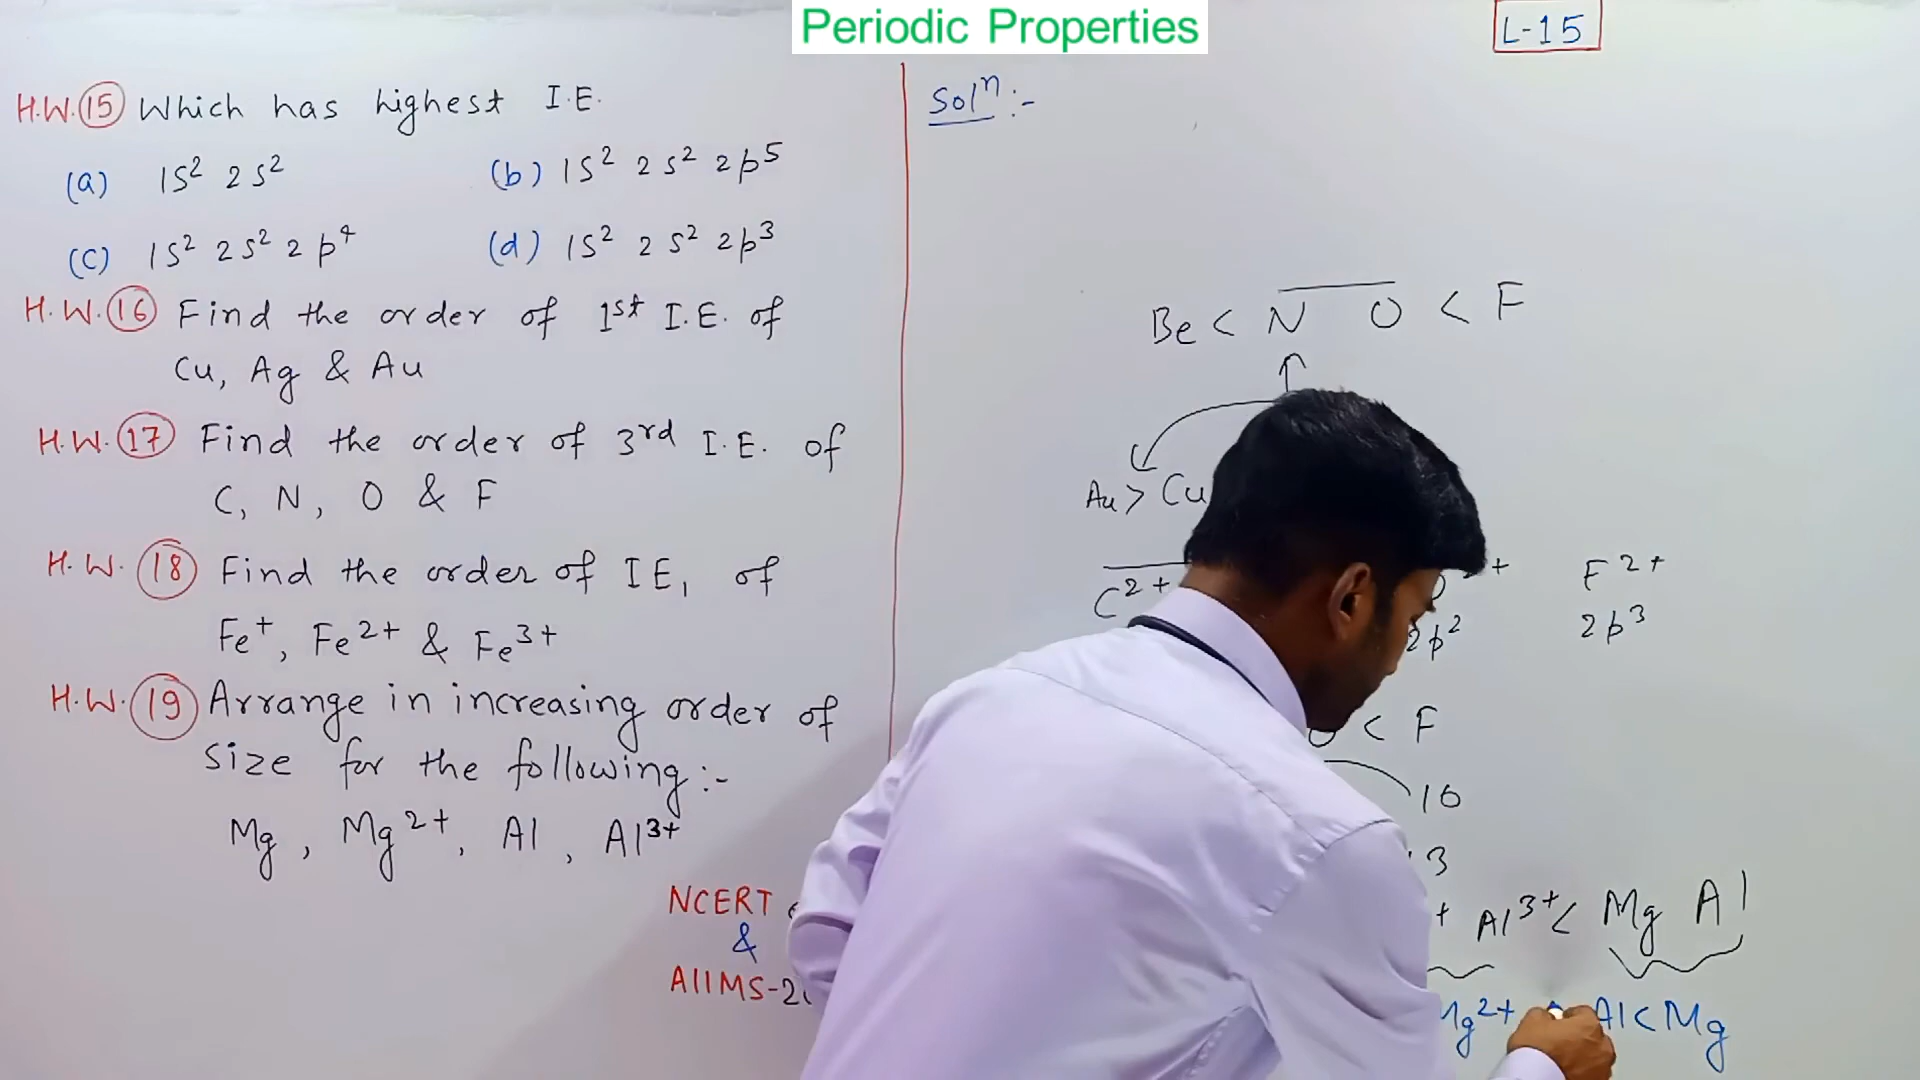 Periodic Properties
L-15
H.W. 15 Which has highest I.E.
(a) 1s² 2s² (b) 1s² 2s² 2p⁵
(c) 1s² 2s² 2p⁴ (d) 1s² 2s² 2p³
H.W. 16 Find the order of 1st I.E. of
Cu, Ag & Au
H.W. 17 Find the order of 3rd I.E. of
C, N, O & F
H.W. 18 Find the order of IE₁ of
Fe⁺, Fe²⁺ & Fe³⁺
H.W. 19 Arrange in increasing order of
size for the following:-
Mg, Mg²⁺, Al, Al³⁺
NCERT
&
AIIMS-2
Solⁿ:-
Be < N O < F
Au > Cu
C²⁺ F²⁺
2p² 2p³
< F
10
3
Al³⁺ < Mg Al
Mg²⁺ Al < Mg